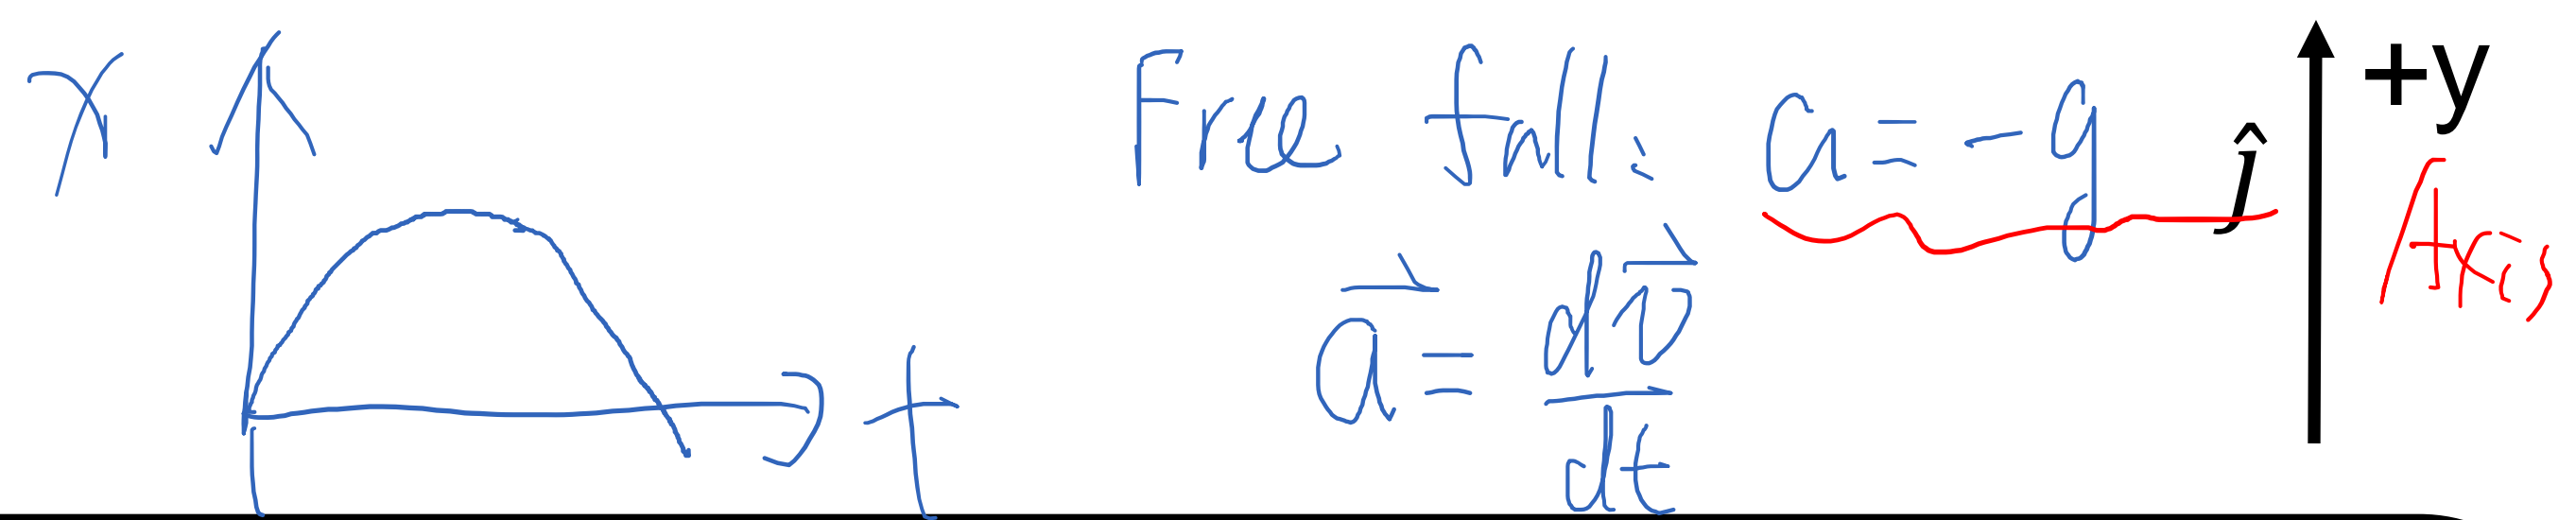 x
t
Free fall: a = -g ĵ
a⃗ = dv⃗/dt
+y
Axis